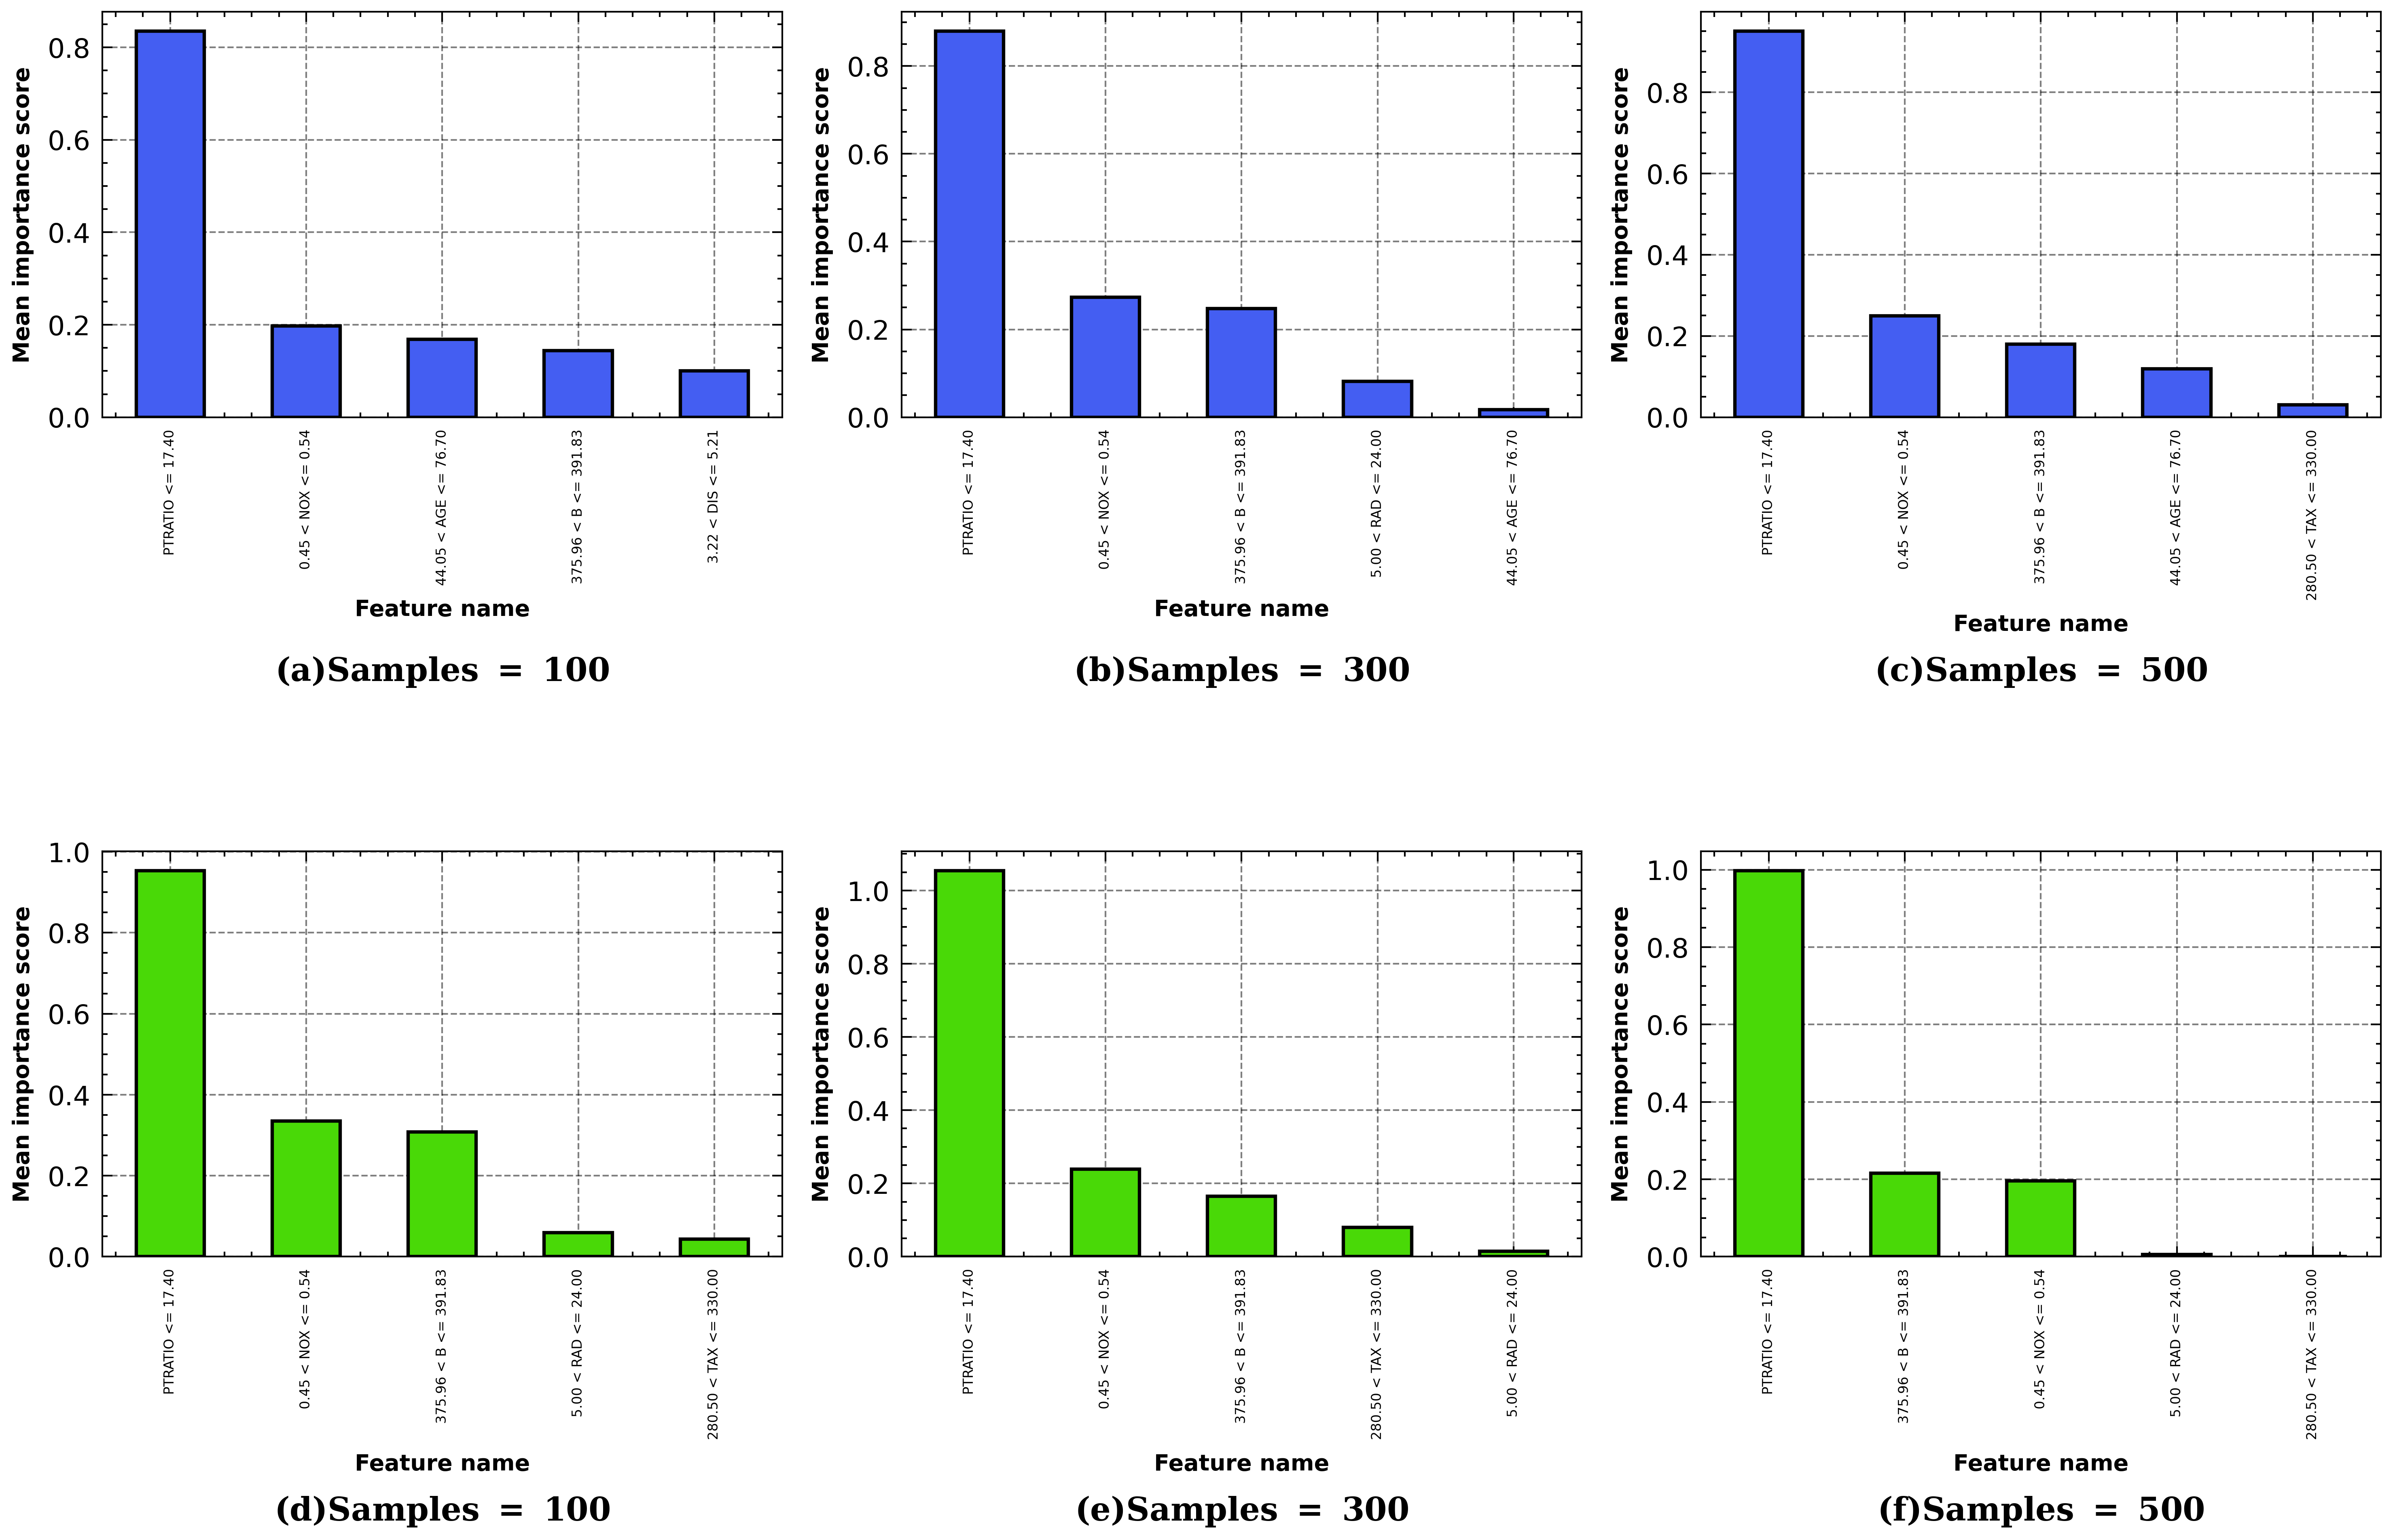 Mean importance score
0.8
0.6
0.4
0.2
0.0
PTRATIO <= 17.40
0.45 < NOX <= 0.54
44.05 < AGE <= 76.70
375.96 < B <= 391.83
3.22 < DIS <= 5.21
Feature name
(a)Samples = 100
Mean importance score
0.8
0.6
0.4
0.2
0.0
PTRATIO <= 17.40
0.45 < NOX <= 0.54
375.96 < B <= 391.83
5.00 < RAD <= 24.00
44.05 < AGE <= 76.70
Feature name
(b)Samples = 300
Mean importance score
0.8
0.6
0.4
0.2
0.0
PTRATIO <= 17.40
0.45 < NOX <= 0.54
375.96 < B <= 391.83
44.05 < AGE <= 76.70
280.50 < TAX <= 330.00
Feature name
(c)Samples = 500
Mean importance score
1.0
0.8
0.6
0.4
0.2
0.0
PTRATIO <= 17.40
0.45 < NOX <= 0.54
375.96 < B <= 391.83
5.00 < RAD <= 24.00
280.50 < TAX <= 330.00
Feature name
(d)Samples = 100
Mean importance score
1.0
0.8
0.6
0.4
0.2
0.0
PTRATIO <= 17.40
0.45 < NOX <= 0.54
375.96 < B <= 391.83
280.50 < TAX <= 330.00
5.00 < RAD <= 24.00
Feature name
(e)Samples = 300
Mean importance score
1.0
0.8
0.6
0.4
0.2
0.0
PTRATIO <= 17.40
375.96 < B <= 391.83
0.45 < NOX <= 0.54
5.00 < RAD <= 24.00
280.50 < TAX <= 330.00
Feature name
(f)Samples = 500